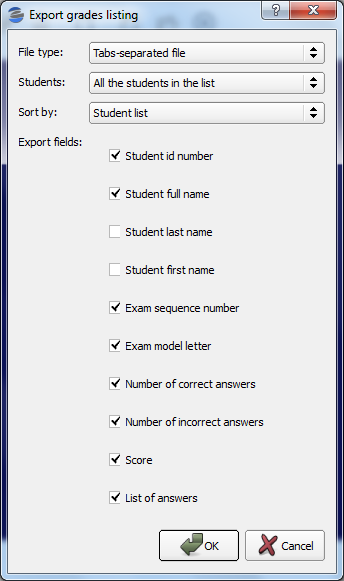 Export grades listing
?
File type: Tabs-separated file
Students: All the students in the list
Sort by: Student list
Export fields:
Student id number
Student full name
Student last name
Student first name
Exam sequence number
Exam model letter
Number of correct answers
Number of incorrect answers
Score
List of answers
OK Cancel